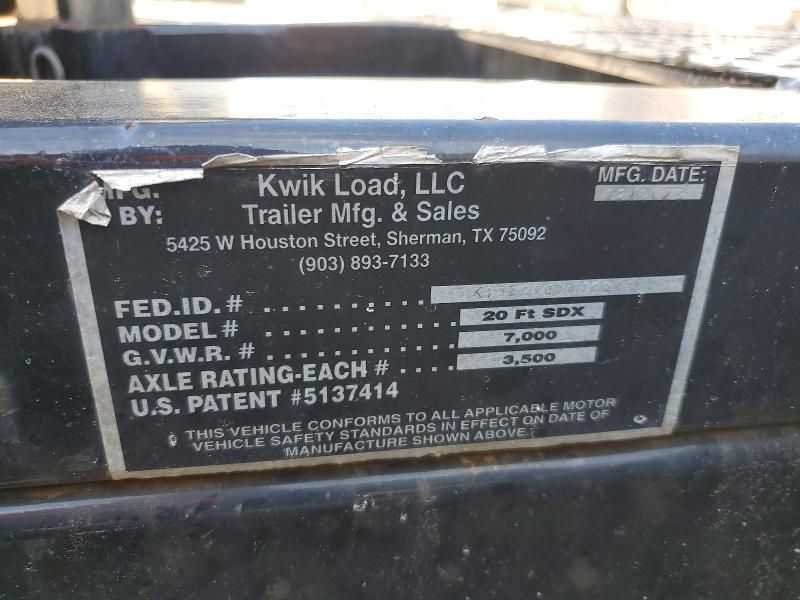 MFG. Kwik Load, LLC MFG. DATE:
BY: Trailer Mfg. & Sales
5425 W Houston Street, Sherman, TX 75092
(903) 893-7133
FED.ID.# . . . . . . . . . . . .
MODEL# . . . . . . . . . . . . . . 20 Ft SDX
G.V.W.R. # . . . . . . . . . . . . 7,000
AXLE RATING-EACH # . . . . 3,500
U.S. PATENT #5137414
THIS VEHICLE CONFORMS TO ALL APPLICABLE MOTOR
VEHICLE SAFETY STANDARDS IN EFFECT ON DATE OF
MANUFACTURE SHOWN ABOVE.